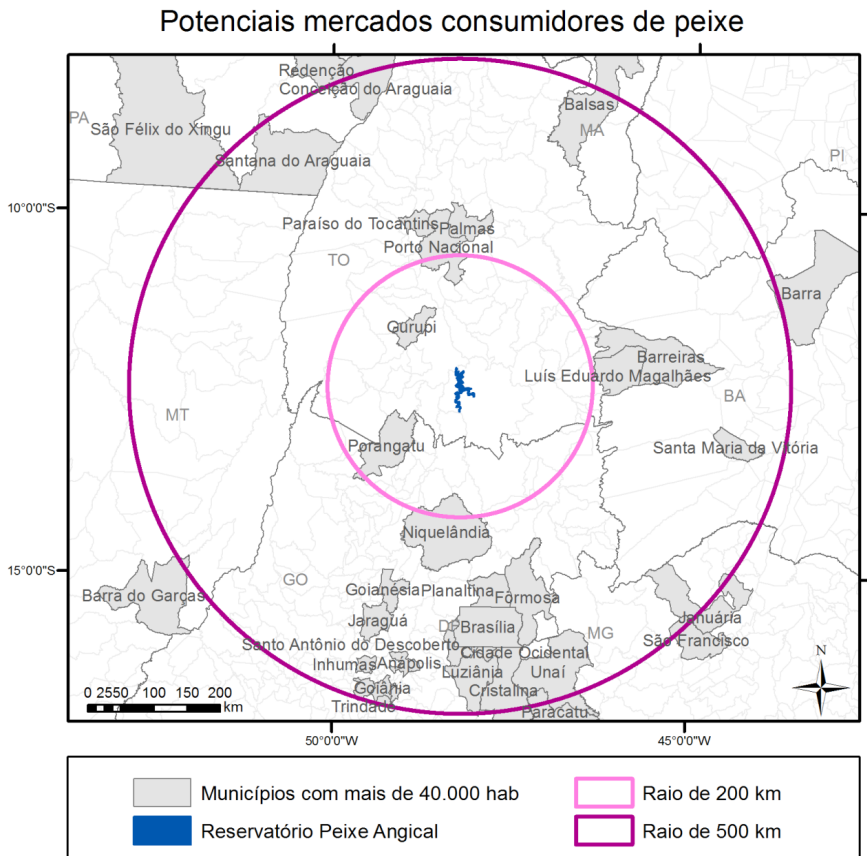 Potenciais mercados consumidores de peixe
Redenção
Conceição do Araguaia
Balsas
PA
São Félix do Xingu
MA
Santana do Araguaia
PI
10°0'0"S
Paraíso do Tocantins
Palmas
Porto Nacional
TO
Barra
Gurupi
Barreiras
Luís Eduardo Magalhães
BA
MT
Porangatu
Santa Maria da Vitória
Niquelândia
15°0'0"S
GO
Goianésia
Planaltina
Formosa
Barra do Garças
Jaraguá
DF
Brasília
MG
Januária
São Francisco
Santo Antônio do Descoberto
Cidade Ocidental
Inhumas
Anápolis
Luziânia
Unaí
Goiânia
Cristalina
Trindade
Paracatu
N
0 25 50 100 150 200
km
50°0'0"W
45°0'0"W
Municípios com mais de 40.000 hab
Raio de 200 km
Reservatório Peixe Angical
Raio de 500 km